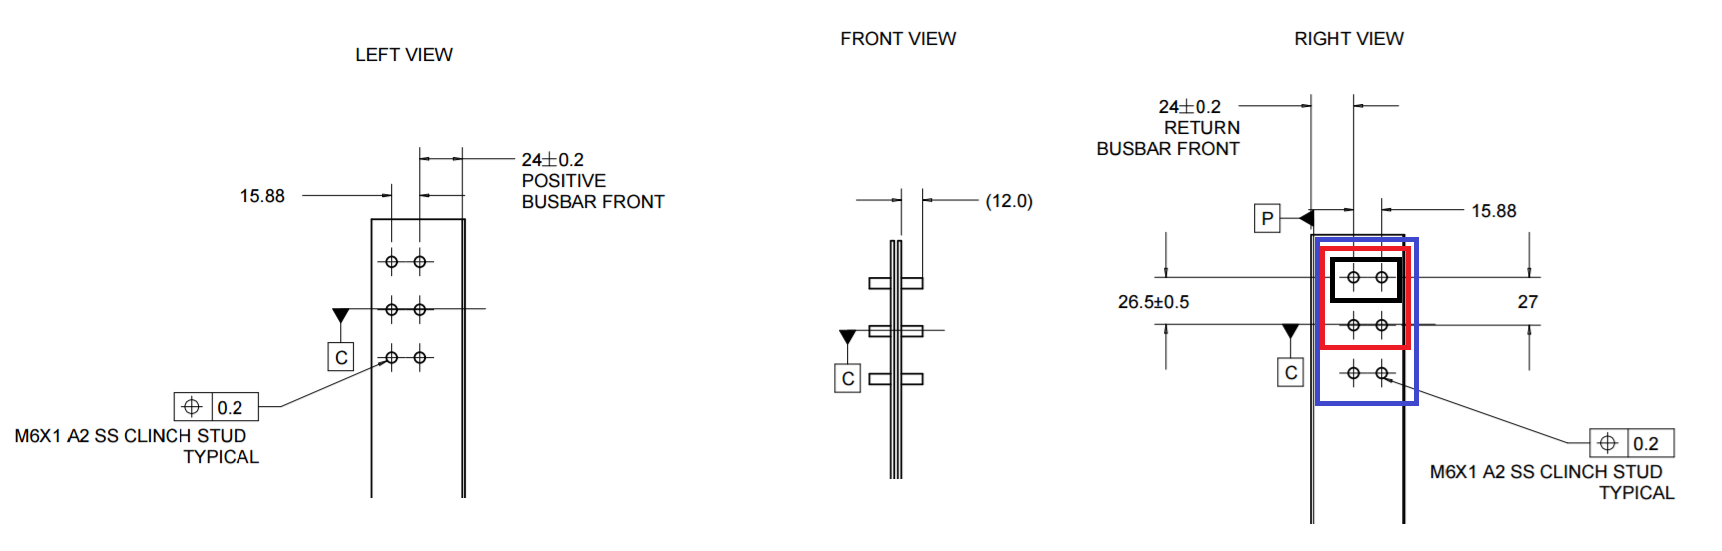 LEFT VIEW
24±0.2
POSITIVE
BUSBAR FRONT
15.88
C
⌖ 0.2
M6X1 A2 SS CLINCH STUD
TYPICAL
FRONT VIEW
(12.0)
C
RIGHT VIEW
24±0.2
RETURN
BUSBAR FRONT
P
15.88
26.5±0.5
27
C
⌖ 0.2
M6X1 A2 SS CLINCH STUD
TYPICAL